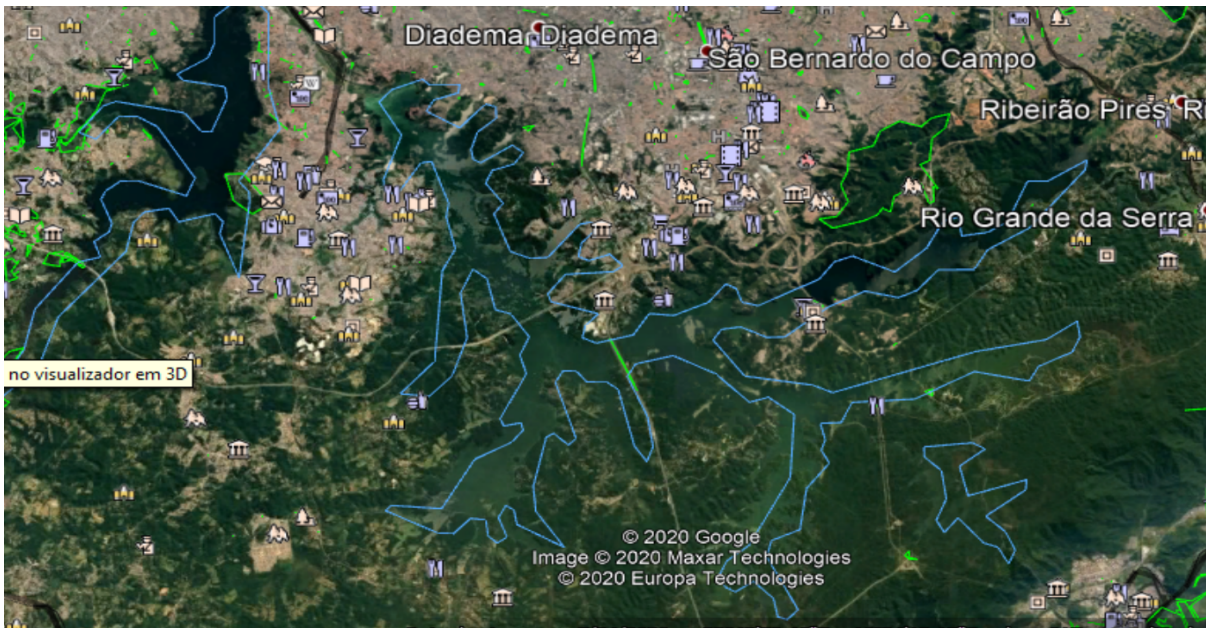 Diadema Diadema
São Bernardo do Campo
Ribeirão Pires Ri
Rio Grande da Serra
no visualizador em 3D
© 2020 Google
Image © 2020 Maxar Technologies
© 2020 Europa Technologies